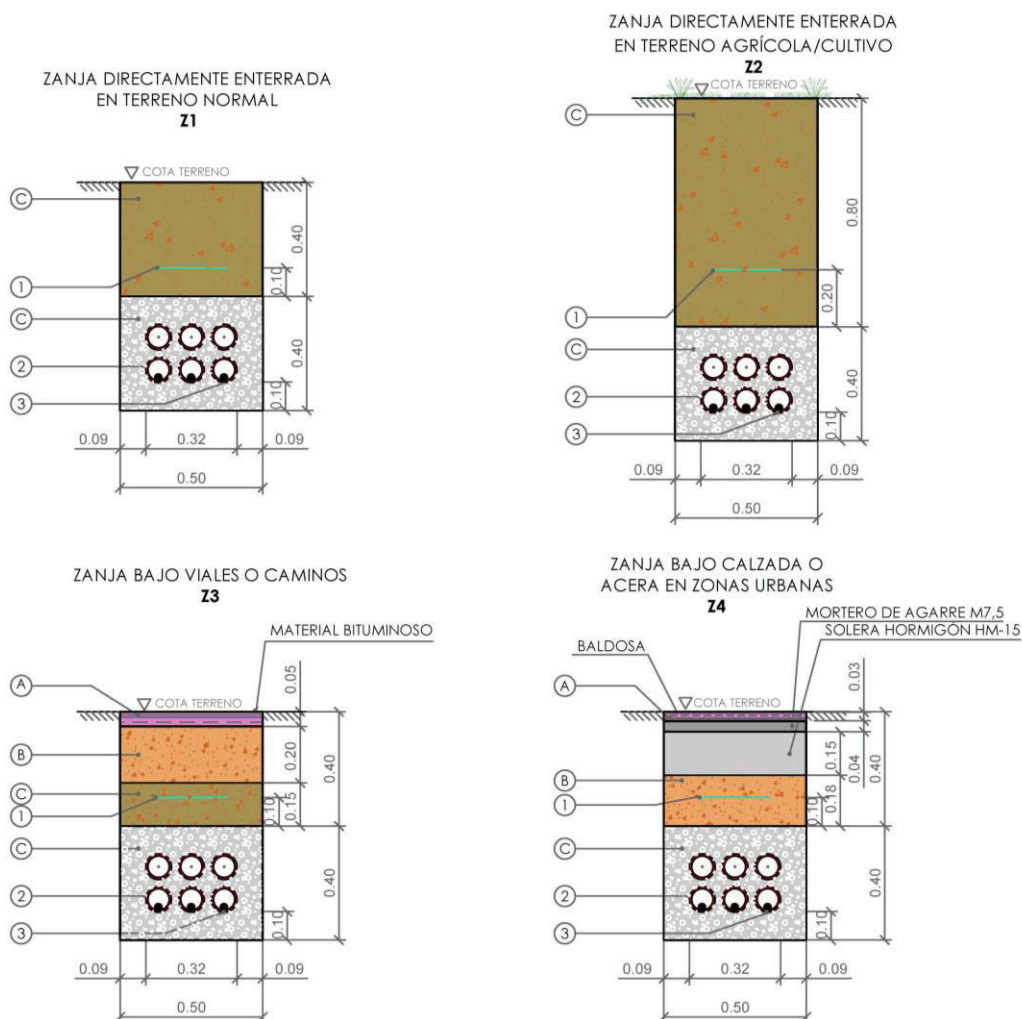 ZANJA DIRECTAMENTE ENTERRADA
EN TERRENO NORMAL
Z1
COTA TERRENO
C
1
C
2
3
0.40
0.10
0.40
0.10
0.09
0.32
0.09
0.50
ZANJA DIRECTAMENTE ENTERRADA
EN TERRENO AGRÍCOLA/CULTIVO
Z2
COTA TERRENO
C
1
C
2
3
0.80
0.20
0.40
0.10
0.09
0.32
0.09
0.50
ZANJA BAJO VIALES O CAMINOS
Z3
MATERIAL BITUMINOSO
COTA TERRENO
A
B
C
1
C
2
3
0.05
0.20
0.15
0.10
0.40
0.40
0.10
0.09
0.32
0.09
0.50
ZANJA BAJO CALZADA O
ACERA EN ZONAS URBANAS
Z4
MORTERO DE AGARRE M7,5
SOLERA HORMIGÓN HM-15
BALDOSA
COTA TERRENO
A
B
1
C
2
3
0.03
0.15
0.04
0.40
0.18
0.10
0.40
0.10
0.09
0.32
0.09
0.50